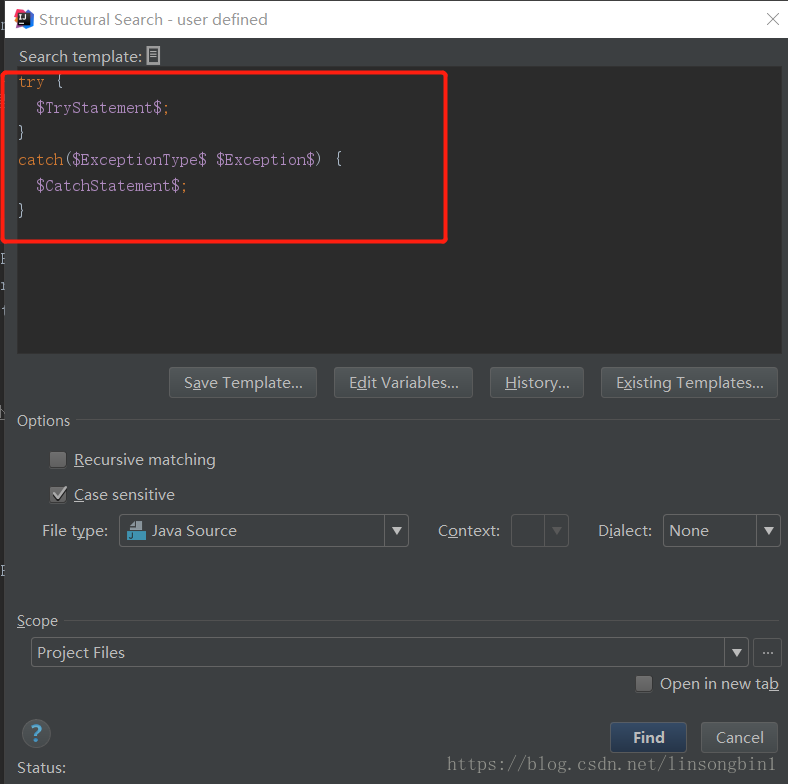 Structural Search - user defined
Search template:
try {
$TryStatement$;
}
catch($ExceptionType$ $Exception$) {
$CatchStatement$;
}
Save Template... Edit Variables... History... Existing Templates...
Options
Recursive matching
Case sensitive
File type: Java Source Context: Dialect: None
Scope
Project Files ...
Open in new tab
? Find Cancel
https://blog.csdn.net/linsongbin1
Status: